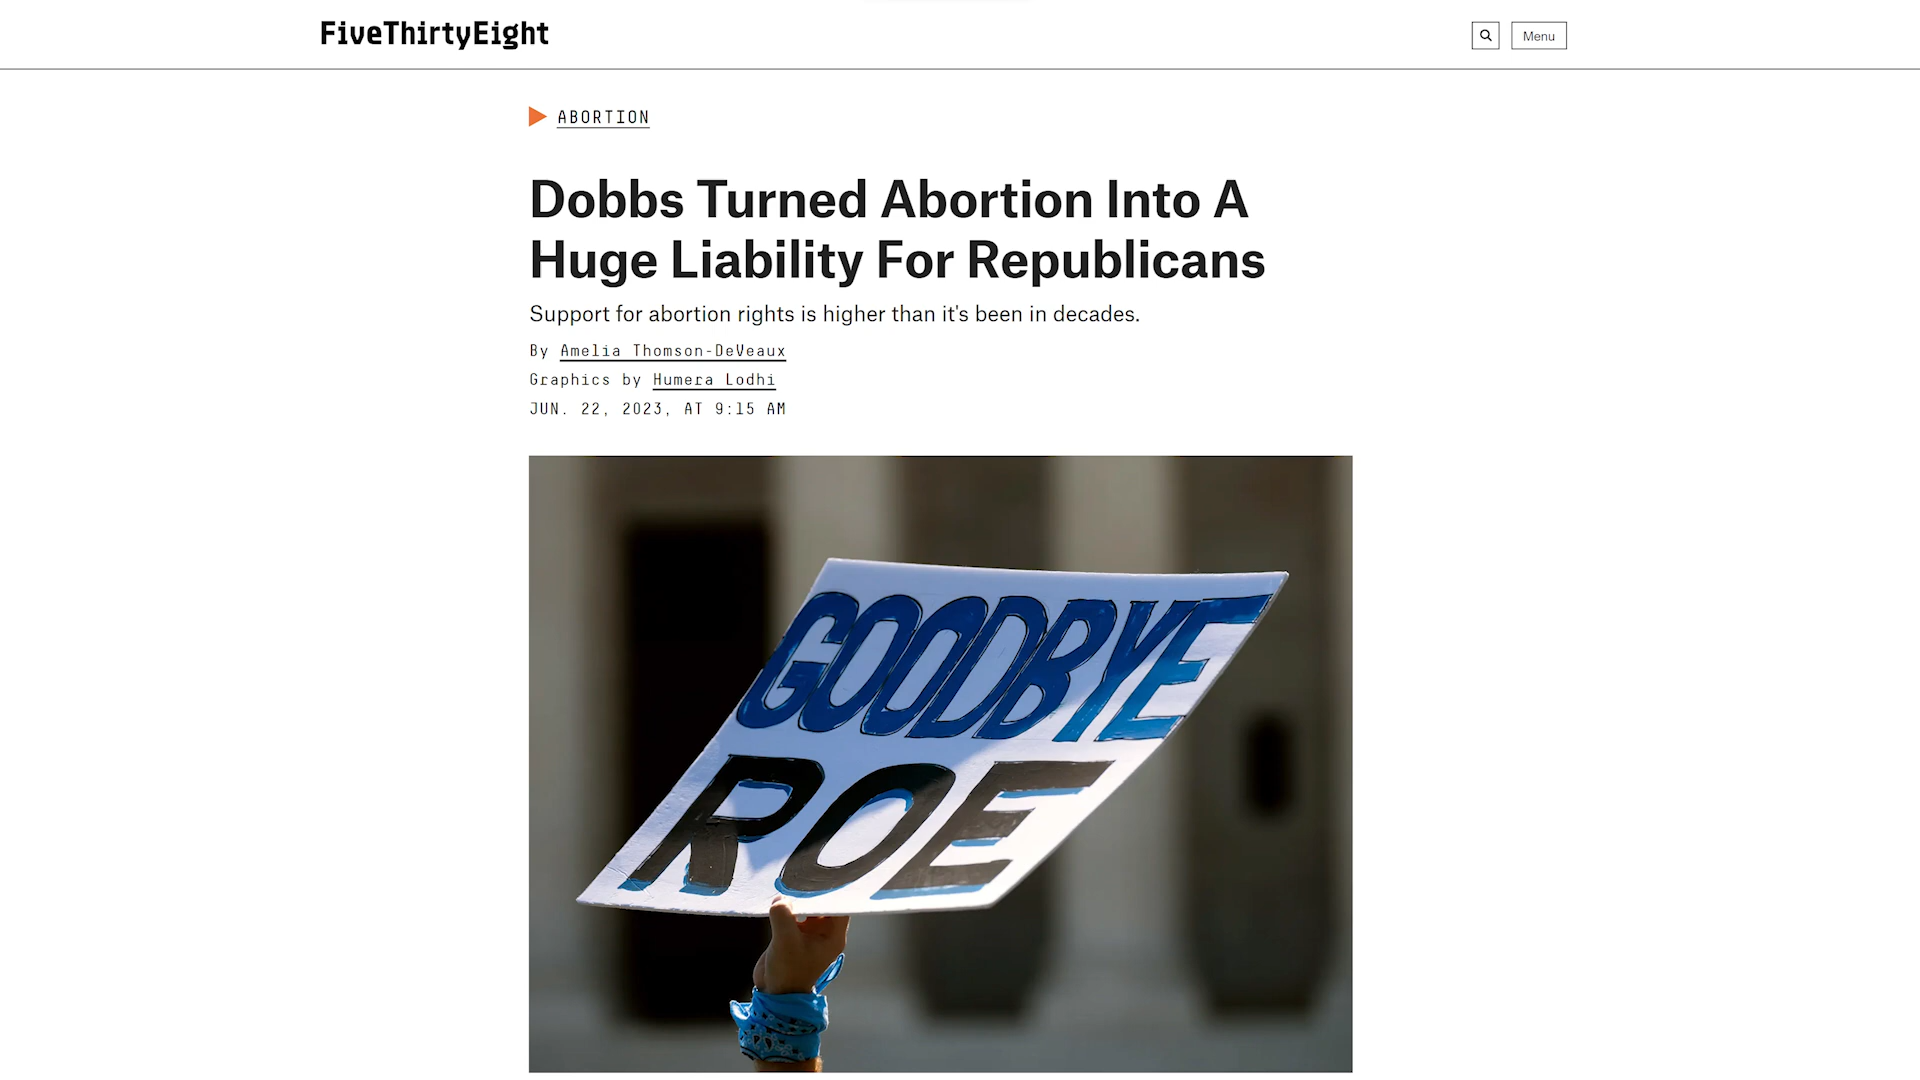 FiveThirtyEight
Menu
ABORTION
Dobbs Turned Abortion Into A
Huge Liability For Republicans
Support for abortion rights is higher than it's been in decades.
By Amelia Thomson-DeVeaux
Graphics by Humera Lodhi
JUN. 22, 2023, AT 9:15 AM
GOODBYE
ROE